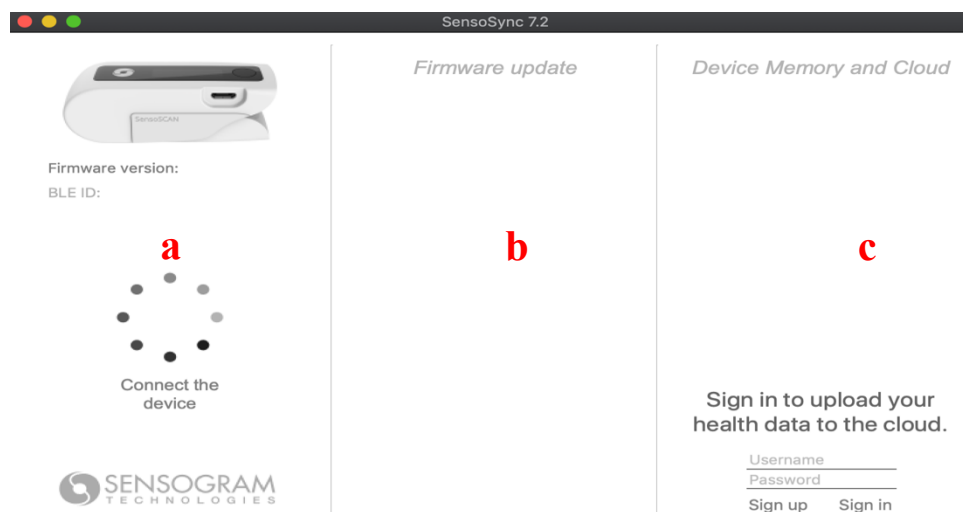 SensoSync 7.2
SensoSCAN
Firmware version:
BLE ID:
a
Connect the
device
SENSOGRAM
TECHNOLOGIES
Firmware update
b
Device Memory and Cloud
c
Sign in to upload your
health data to the cloud.
Username
Password
Sign up Sign in